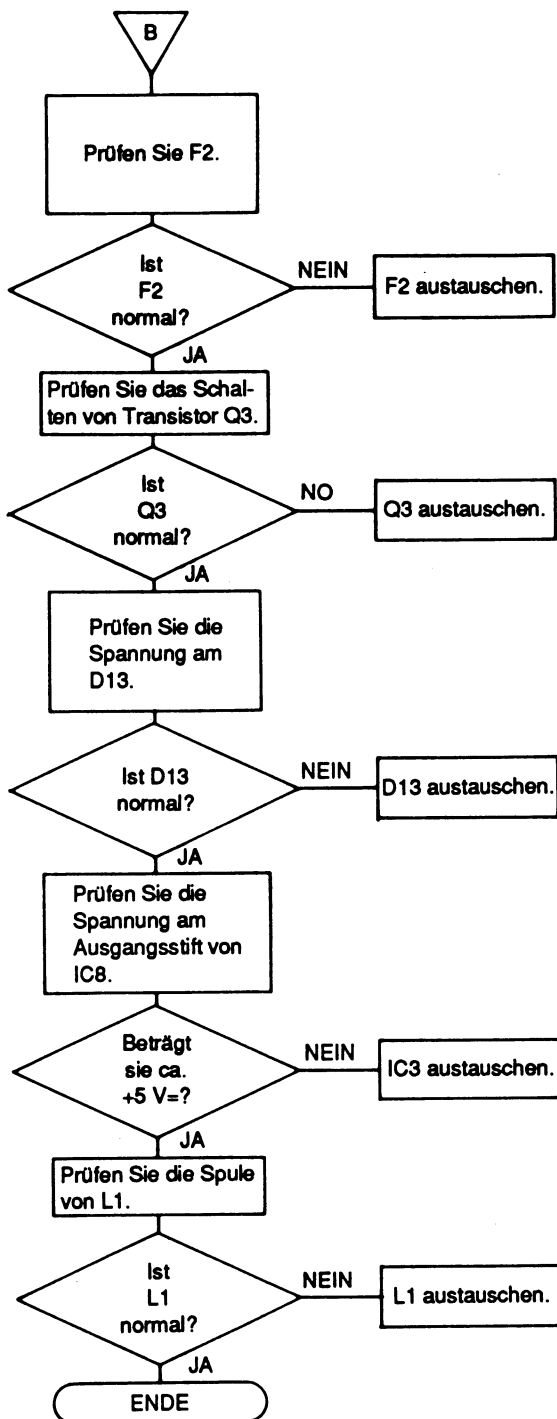 B
Prüfen Sie F2.
Ist
F2
normal?
NEIN
F2 austauschen.
JA
Prüfen Sie das Schal-
ten von Transistor Q3.
Ist
Q3
normal?
NO
Q3 austauschen.
JA
Prüfen Sie die
Spannung am
D13.
Ist D13
normal?
NEIN
D13 austauschen.
JA
Prüfen Sie die
Spannung am
Ausgangsstift von
IC8.
Beträgt
sie ca.
+5 V=?
NEIN
IC3 austauschen.
JA
Prüfen Sie die Spule
von L1.
Ist
L1
normal?
NEIN
L1 austauschen.
JA
ENDE